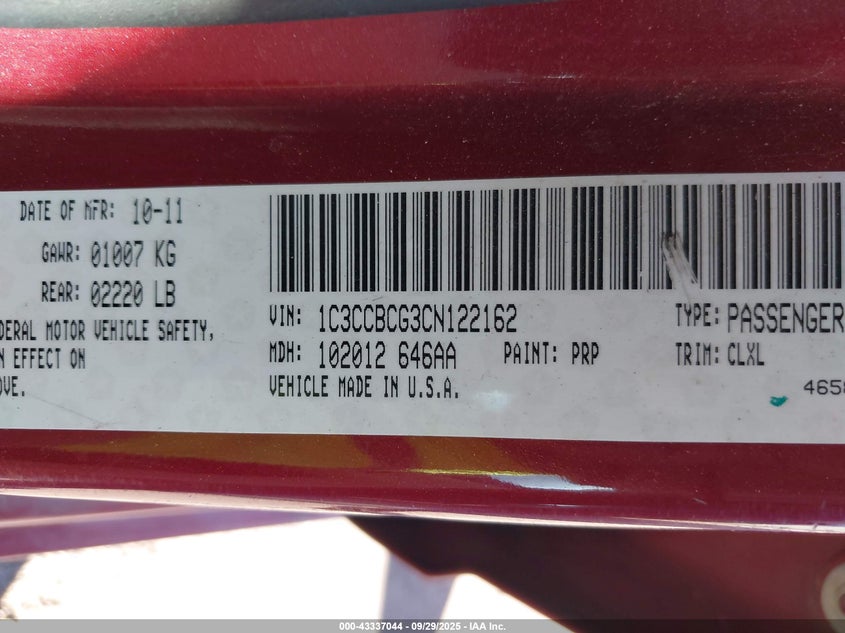 DATE OF MFR: 10-11
GAWR: 01007 KG
REAR: 02220 LB
DERAL MOTOR VEHICLE SAFETY,
N EFFECT ON
OVE.
VIN: 1C3CCBCG3CN122162
TYPE: PASSENGER
MDH: 102012 646AA
PAINT: PRP
TRIM: CLXL
VEHICLE MADE IN U.S.A.
465
000-43337044 - 09/29/2025 - IAA Inc.